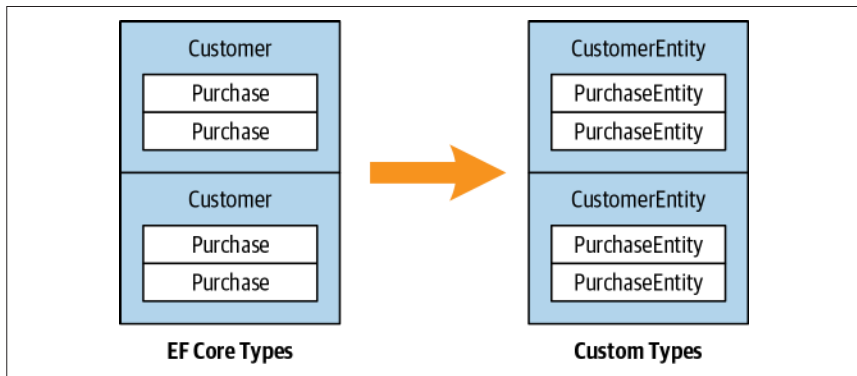 Customer
Purchase
Purchase
Customer
Purchase
Purchase
EF Core Types
CustomerEntity
PurchaseEntity
PurchaseEntity
CustomerEntity
PurchaseEntity
PurchaseEntity
Custom Types